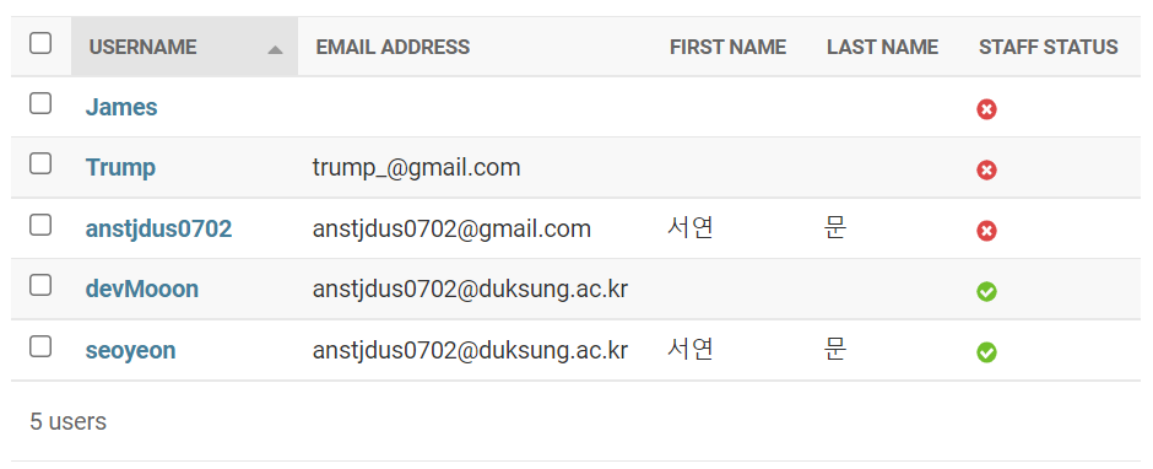 USERNAME EMAIL ADDRESS FIRST NAME LAST NAME STAFF STATUS
James
Trump trump_@gmail.com
anstjdus0702 anstjdus0702@gmail.com 서연 문
devMooon anstjdus0702@duksung.ac.kr
seoyeon anstjdus0702@duksung.ac.kr 서연 문
5 users